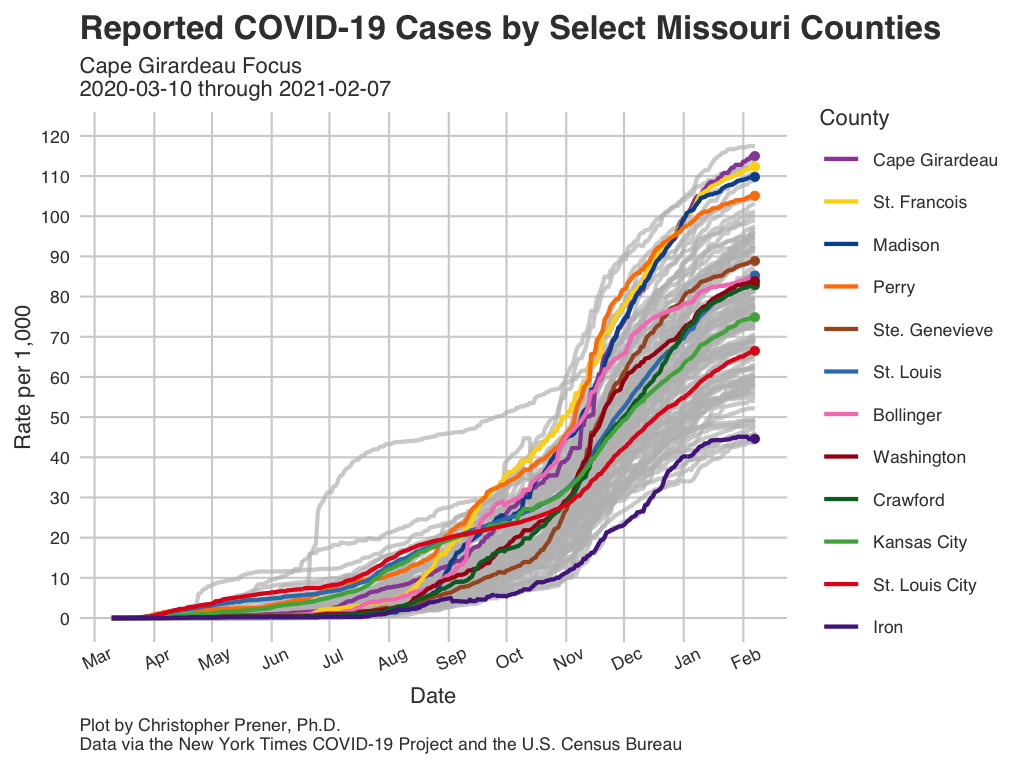 Reported COVID-19 Cases by Select Missouri Counties
Cape Girardeau Focus
2020-03-10 through 2021-02-07
County
Cape Girardeau
St. Francois
Madison
Perry
Ste. Genevieve
St. Louis
Bollinger
Washington
Crawford
Kansas City
St. Louis City
Iron
Rate per 1,000
120
110
100
90
80
70
60
50
40
30
20
10
0
Mar Apr May Jun Jul Aug Sep Oct Nov Dec Jan Feb
Date
Plot by Christopher Prener, Ph.D.
Data via the New York Times COVID-19 Project and the U.S. Census Bureau